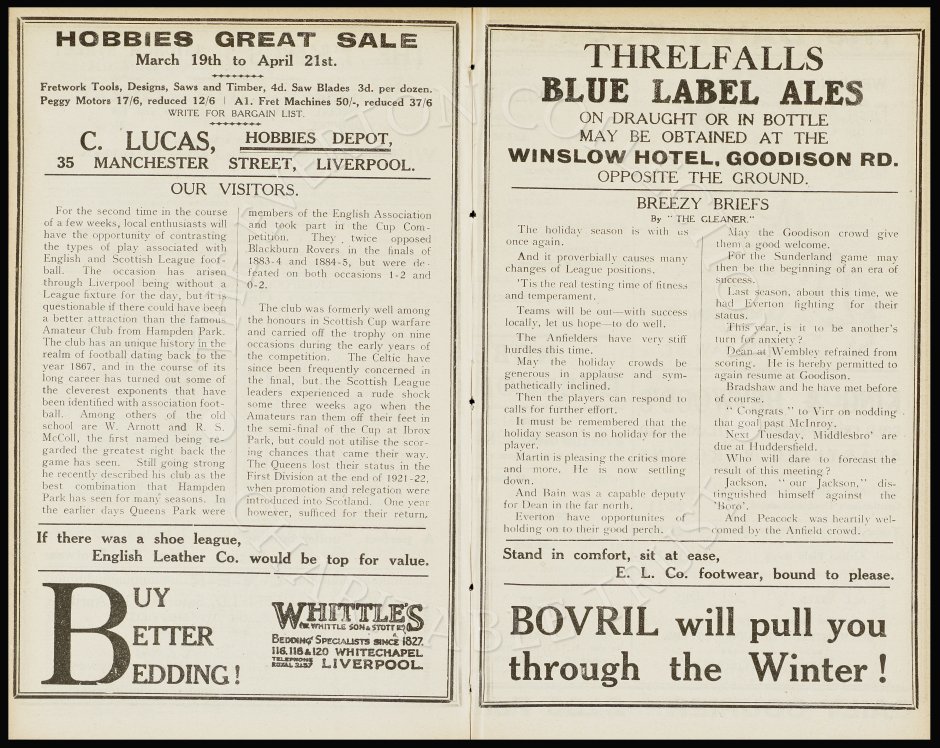 HOBBIES GREAT SALE
March 19th to April 21st.
Fretwork Tools, Designs, Saws and Timber, 4d. Saw Blades 3d. per dozen.
Peggy Motors 17/6, reduced 12/6 | A1. Fret Machines 50/-, reduced 37/6
WRITE FOR BARGAIN LIST.
C. LUCAS, HOBBIES DEPOT,
35 MANCHESTER STREET, LIVERPOOL.
OUR VISITORS.
For the second time in the course
of a few weeks, local enthusiasts will
have the opportunity of contrasting
the types of play associated with
English and Scottish League foot-
ball. The occasion has arisen
through Liverpool being without a
League fixture for the day, but it is
questionable if there could have been
a better attraction than the famous
Amateur Club from Hampden Park.
The club has an unique history in the
realm of football dating back to the
year 1867, and in the course of its
long career has turned out some of
the cleverest exponents that have
been identified with association foot-
ball. Among others of the old
school are W. Arnott and R. S.
McColl, the first named being re-
garded the greatest right back the
game has seen. Still going strong
he recently described his club as the
best combination that Hampden
Park has seen for many seasons. In
the earlier days Queens Park were
members of the English Association
and took part in the Cup Com-
petition. They twice opposed
Blackburn Rovers in the finals of
1883-4 and 1884-5, but were de-
feated on both occasions 1-2 and
0-2.
The club was formerly well among
the honours in Scottish Cup warfare
and carried off the trophy on nine
occasions during the early years of
the competition. The Celtic have
since been frequently concerned in
the final, but the Scottish League
leaders experienced a rude shock
some three weeks ago when the
Amateurs ran them off their feet in
the semi-final of the Cup at Ibrox
Park, but could not utilise the scor-
ing chances that came their way.
The Queens lost their status in the
First Division at the end of 1921-22,
when promotion and relegation were
introduced into Scotland. One year
however, sufficed for their return.
If there was a shoe league,
English Leather Co. would be top for value.
BUY
BETTER
BEDDING!
WHITTLE'S
WHITTLE SON & STOTT
BEDDING SPECIALISTS SINCE 1827.
116, 118 & 120 WHITECHAPEL
TELEPHONE ROYAL LIVERPOOL.
THRELFALLS
BLUE LABEL ALES
ON DRAUGHT OR IN BOTTLE
MAY BE OBTAINED AT THE
WINSLOW HOTEL, GOODISON RD.
OPPOSITE THE GROUND.
BREEZY BRIEFS
By "THE GLEANER."
The holiday season is with us
once again.
And it proverbially causes many
changes of League positions.
'Tis the real testing time of fitness
and temperament.
Teams will be out—with success
locally, let us hope—to do well.
The Anfielders have very stiff
hurdles this time.
May the holiday crowds be
generous in applause and sym-
pathetically inclined.
Then the players can respond to
calls for further effort.
It must be remembered that the
holiday season is no holiday for the
player.
Martin is pleasing the critics more
and more. He is now settling
down.
And Bain was a capable deputy
for Dean in the far north.
Everton have opportunites of
holding on to their good perch.
May the Goodison crowd give
them a good welcome.
For the Sunderland game may
then be the beginning of an era of
success.
Last season, about this time, we
had Everton fighting for their
status.
This year, is it to be another's
turn for anxiety?
Dean at Wembley refrained from
scoring. He is hereby permitted to
again resume at Goodison.
Bradshaw and he have met before
of course.
"Congrats" to Virr on nodding
that goal past McInroy.
Next Tuesday, Middlesbro' are
due at Huddersfield.
Who will dare to forecast the
result of this meeting?
Jackson, "our Jackson," dis-
tinguished himself against the
'Boro'.
And Peacock was heartily wel-
comed by the Anfield crowd.
Stand in comfort, sit at ease,
E. L. Co. footwear, bound to please.
BOVRIL will pull you
through the Winter!